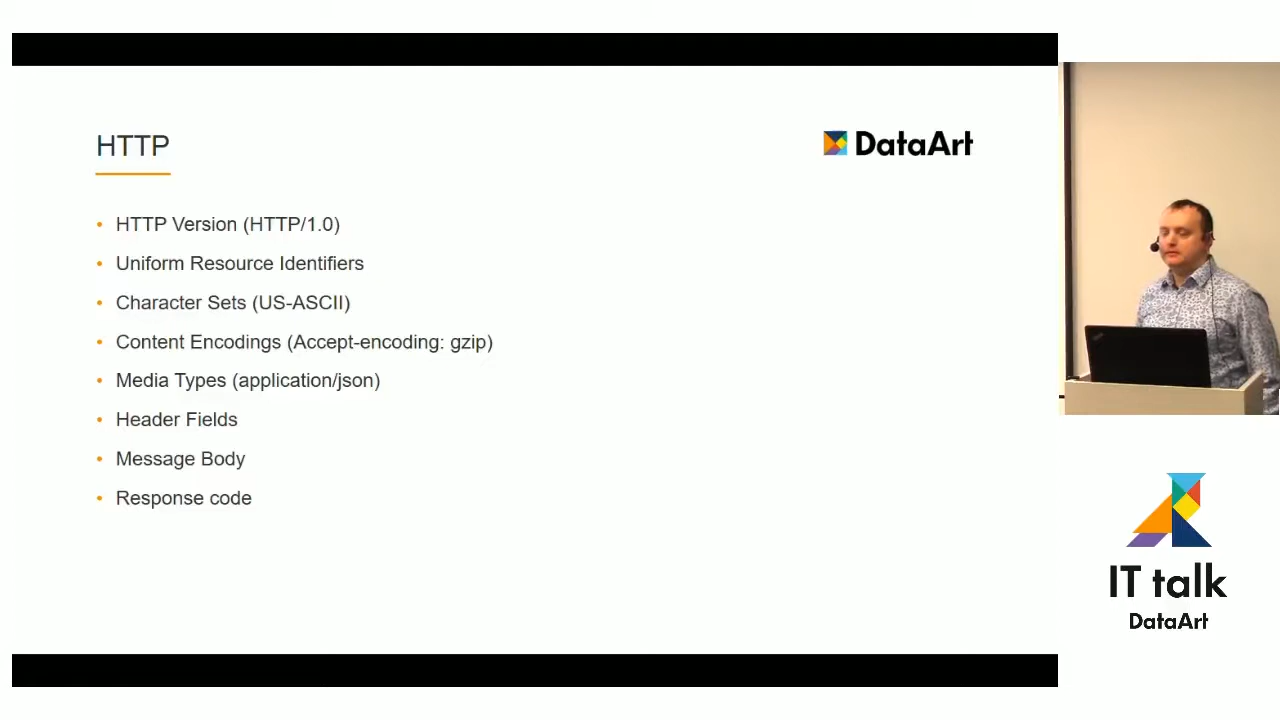 HTTP
DataArt
• HTTP Version (HTTP/1.0)
• Uniform Resource Identifiers
• Character Sets (US-ASCII)
• Content Encodings (Accept-encoding: gzip)
• Media Types (application/json)
• Header Fields
• Message Body
• Response code
IT talk
DataArt